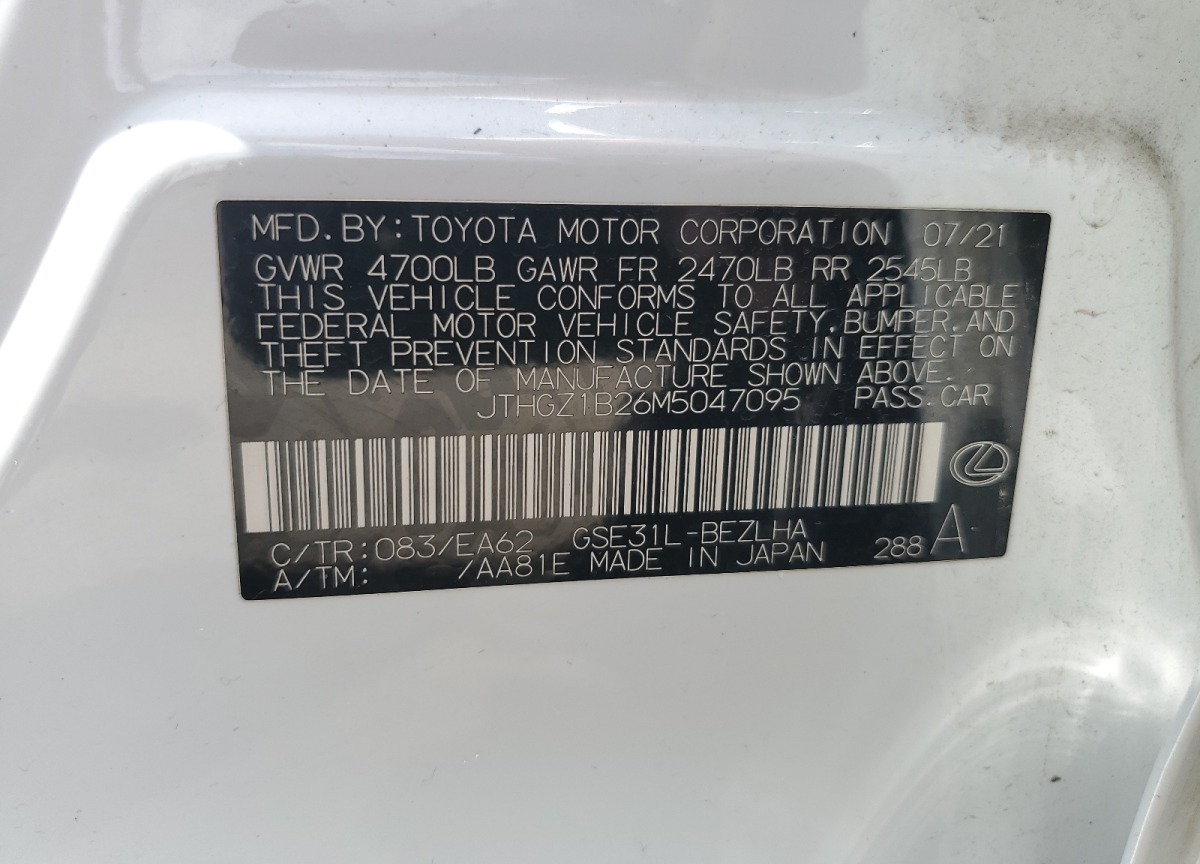 MFD. BY: TOYOTA MOTOR CORPORATION 07/21
GVWR 4700LB GAWR FR 2470LB RR 2545LB
THIS VEHICLE CONFORMS TO ALL APPLICABLE
FEDERAL MOTOR VEHICLE SAFETY, BUMPER, AND
THEFT PREVENTION STANDARDS IN EFFECT ON
THE DATE OF MANUFACTURE SHOWN ABOVE.
JTHGZ1B26M5047095 PASS. CAR
C/TR: 083/EA62 GSE31L-BEZLHA
A/TM: /AA81E MADE IN JAPAN 288 A